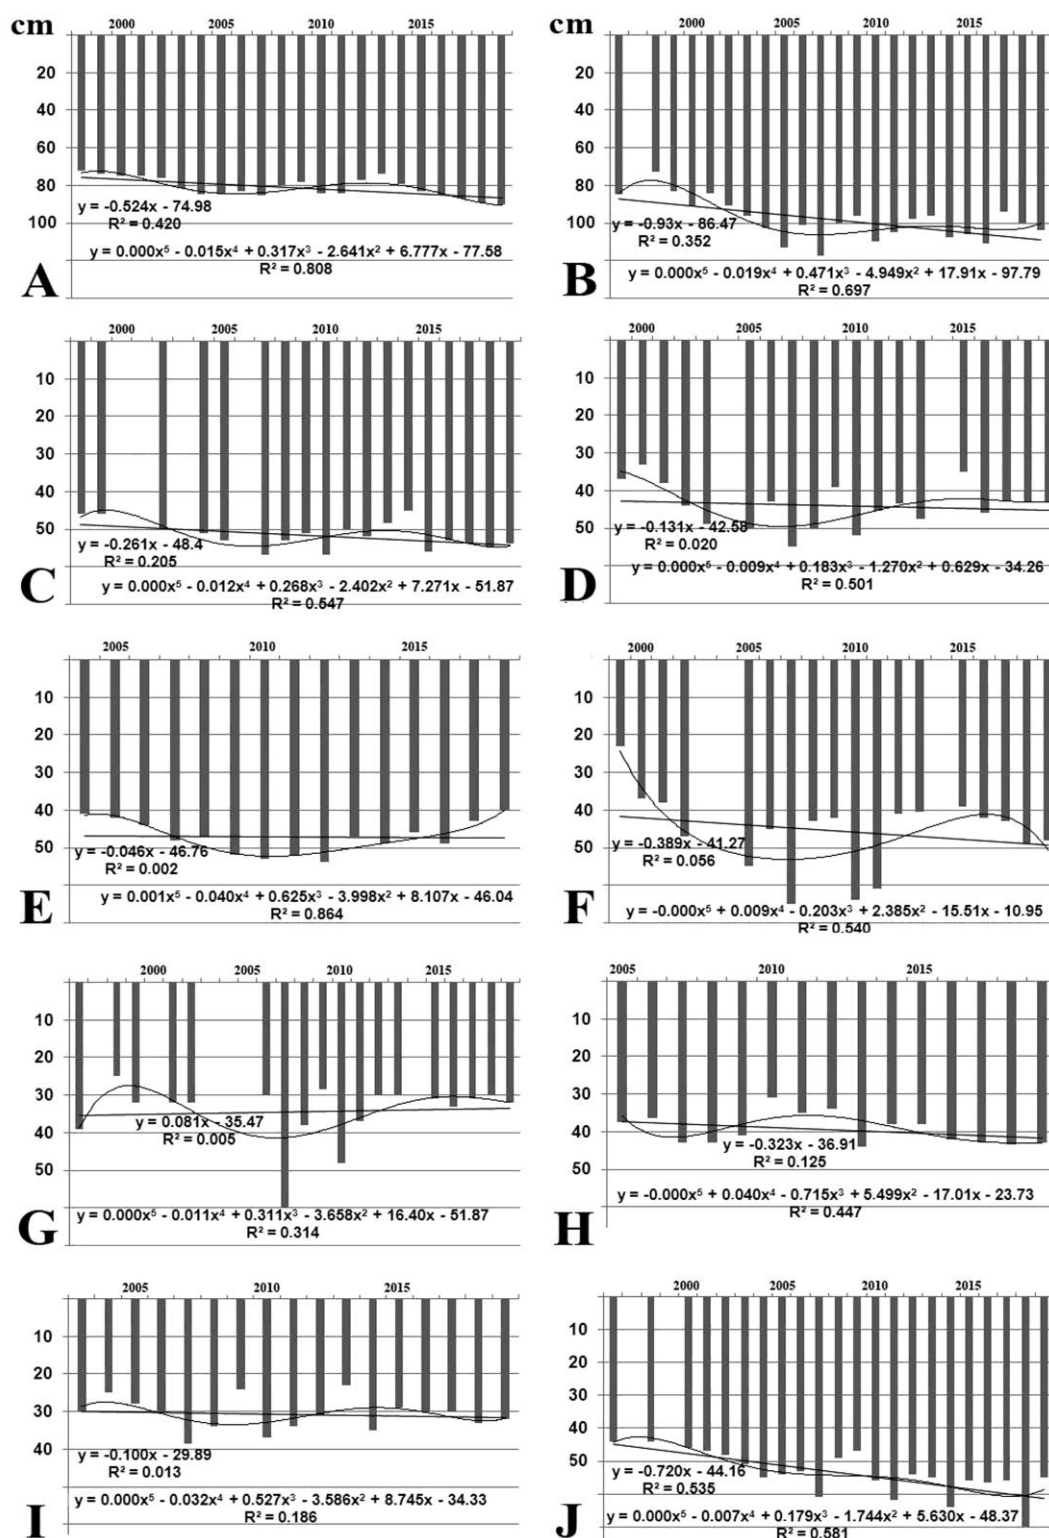 cm
2000 2005 2010 2015
20
40
60
80
100
y = -0.524x - 74.98
R² = 0.420
y = 0.000x⁵ - 0.015x⁴ + 0.317x³ - 2.641x² + 6.777x - 77.58
R² = 0.808
A
cm
2000 2005 2010 2015
20
40
60
80
100
y = -0.93x - 86.47
R² = 0.352
y = 0.000x⁵ - 0.019x⁴ + 0.471x³ - 4.949x² + 17.91x - 97.79
R² = 0.697
B
2000 2005 2010 2015
10
20
30
40
50
y = -0.261x - 48.4
R² = 0.205
y = 0.000x⁵ - 0.012x⁴ + 0.268x³ - 2.402x² + 7.271x - 51.87
R² = 0.547
C
2000 2005 2010 2015
10
20
30
40
50
y = -0.131x - 42.58
R² = 0.020
y = 0.000x⁵ - 0.009x⁴ + 0.183x³ - 1.270x² + 0.629x - 34.26
R² = 0.501
D
2005 2010 2015
10
20
30
40
50
y = -0.046x - 46.76
R² = 0.002
y = 0.001x⁵ - 0.040x⁴ + 0.625x³ - 3.998x² + 8.107x - 46.04
R² = 0.864
E
2000 2005 2010 2015
10
20
30
40
50
y = -0.389x - 41.27
R² = 0.056
y = -0.000x⁵ + 0.009x⁴ - 0.203x³ + 2.385x² - 15.51x - 10.95
R² = 0.540
F
2000 2005 2010 2015
10
20
30
40
50
y = 0.081x - 35.47
R² = 0.005
y = 0.000x⁵ - 0.011x⁴ + 0.311x³ - 3.658x² + 16.40x - 51.87
R² = 0.314
G
2005 2010 2015
10
20
30
40
50
y = -0.323x - 36.91
R² = 0.125
y = -0.000x⁵ + 0.040x⁴ - 0.715x³ + 5.499x² - 17.01x - 23.73
R² = 0.447
H
2005 2010 2015
10
20
30
40
y = -0.100x - 29.89
R² = 0.013
y = 0.000x⁵ - 0.032x⁴ + 0.527x³ - 3.586x² + 8.745x - 34.33
R² = 0.186
I
2000 2005 2010 2015
10
20
30
40
50
y = -0.720x - 44.16
R² = 0.535
y = 0.000x⁵ - 0.007x⁴ + 0.179x³ - 1.744x² + 5.630x - 48.37
R² = 0.581
J